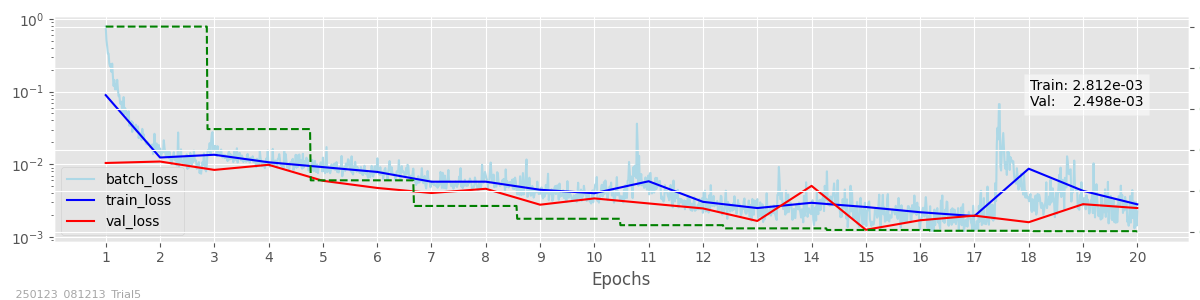 10⁰
10⁻¹
10⁻²
10⁻³
Train: 2.812e-03
Val: 2.498e-03
batch_loss
train_loss
val_loss
1 2 3 4 5 6 7 8 9 10 11 12 13 14 15 16 17 18 19 20
Epochs
250123_081213_Trial5